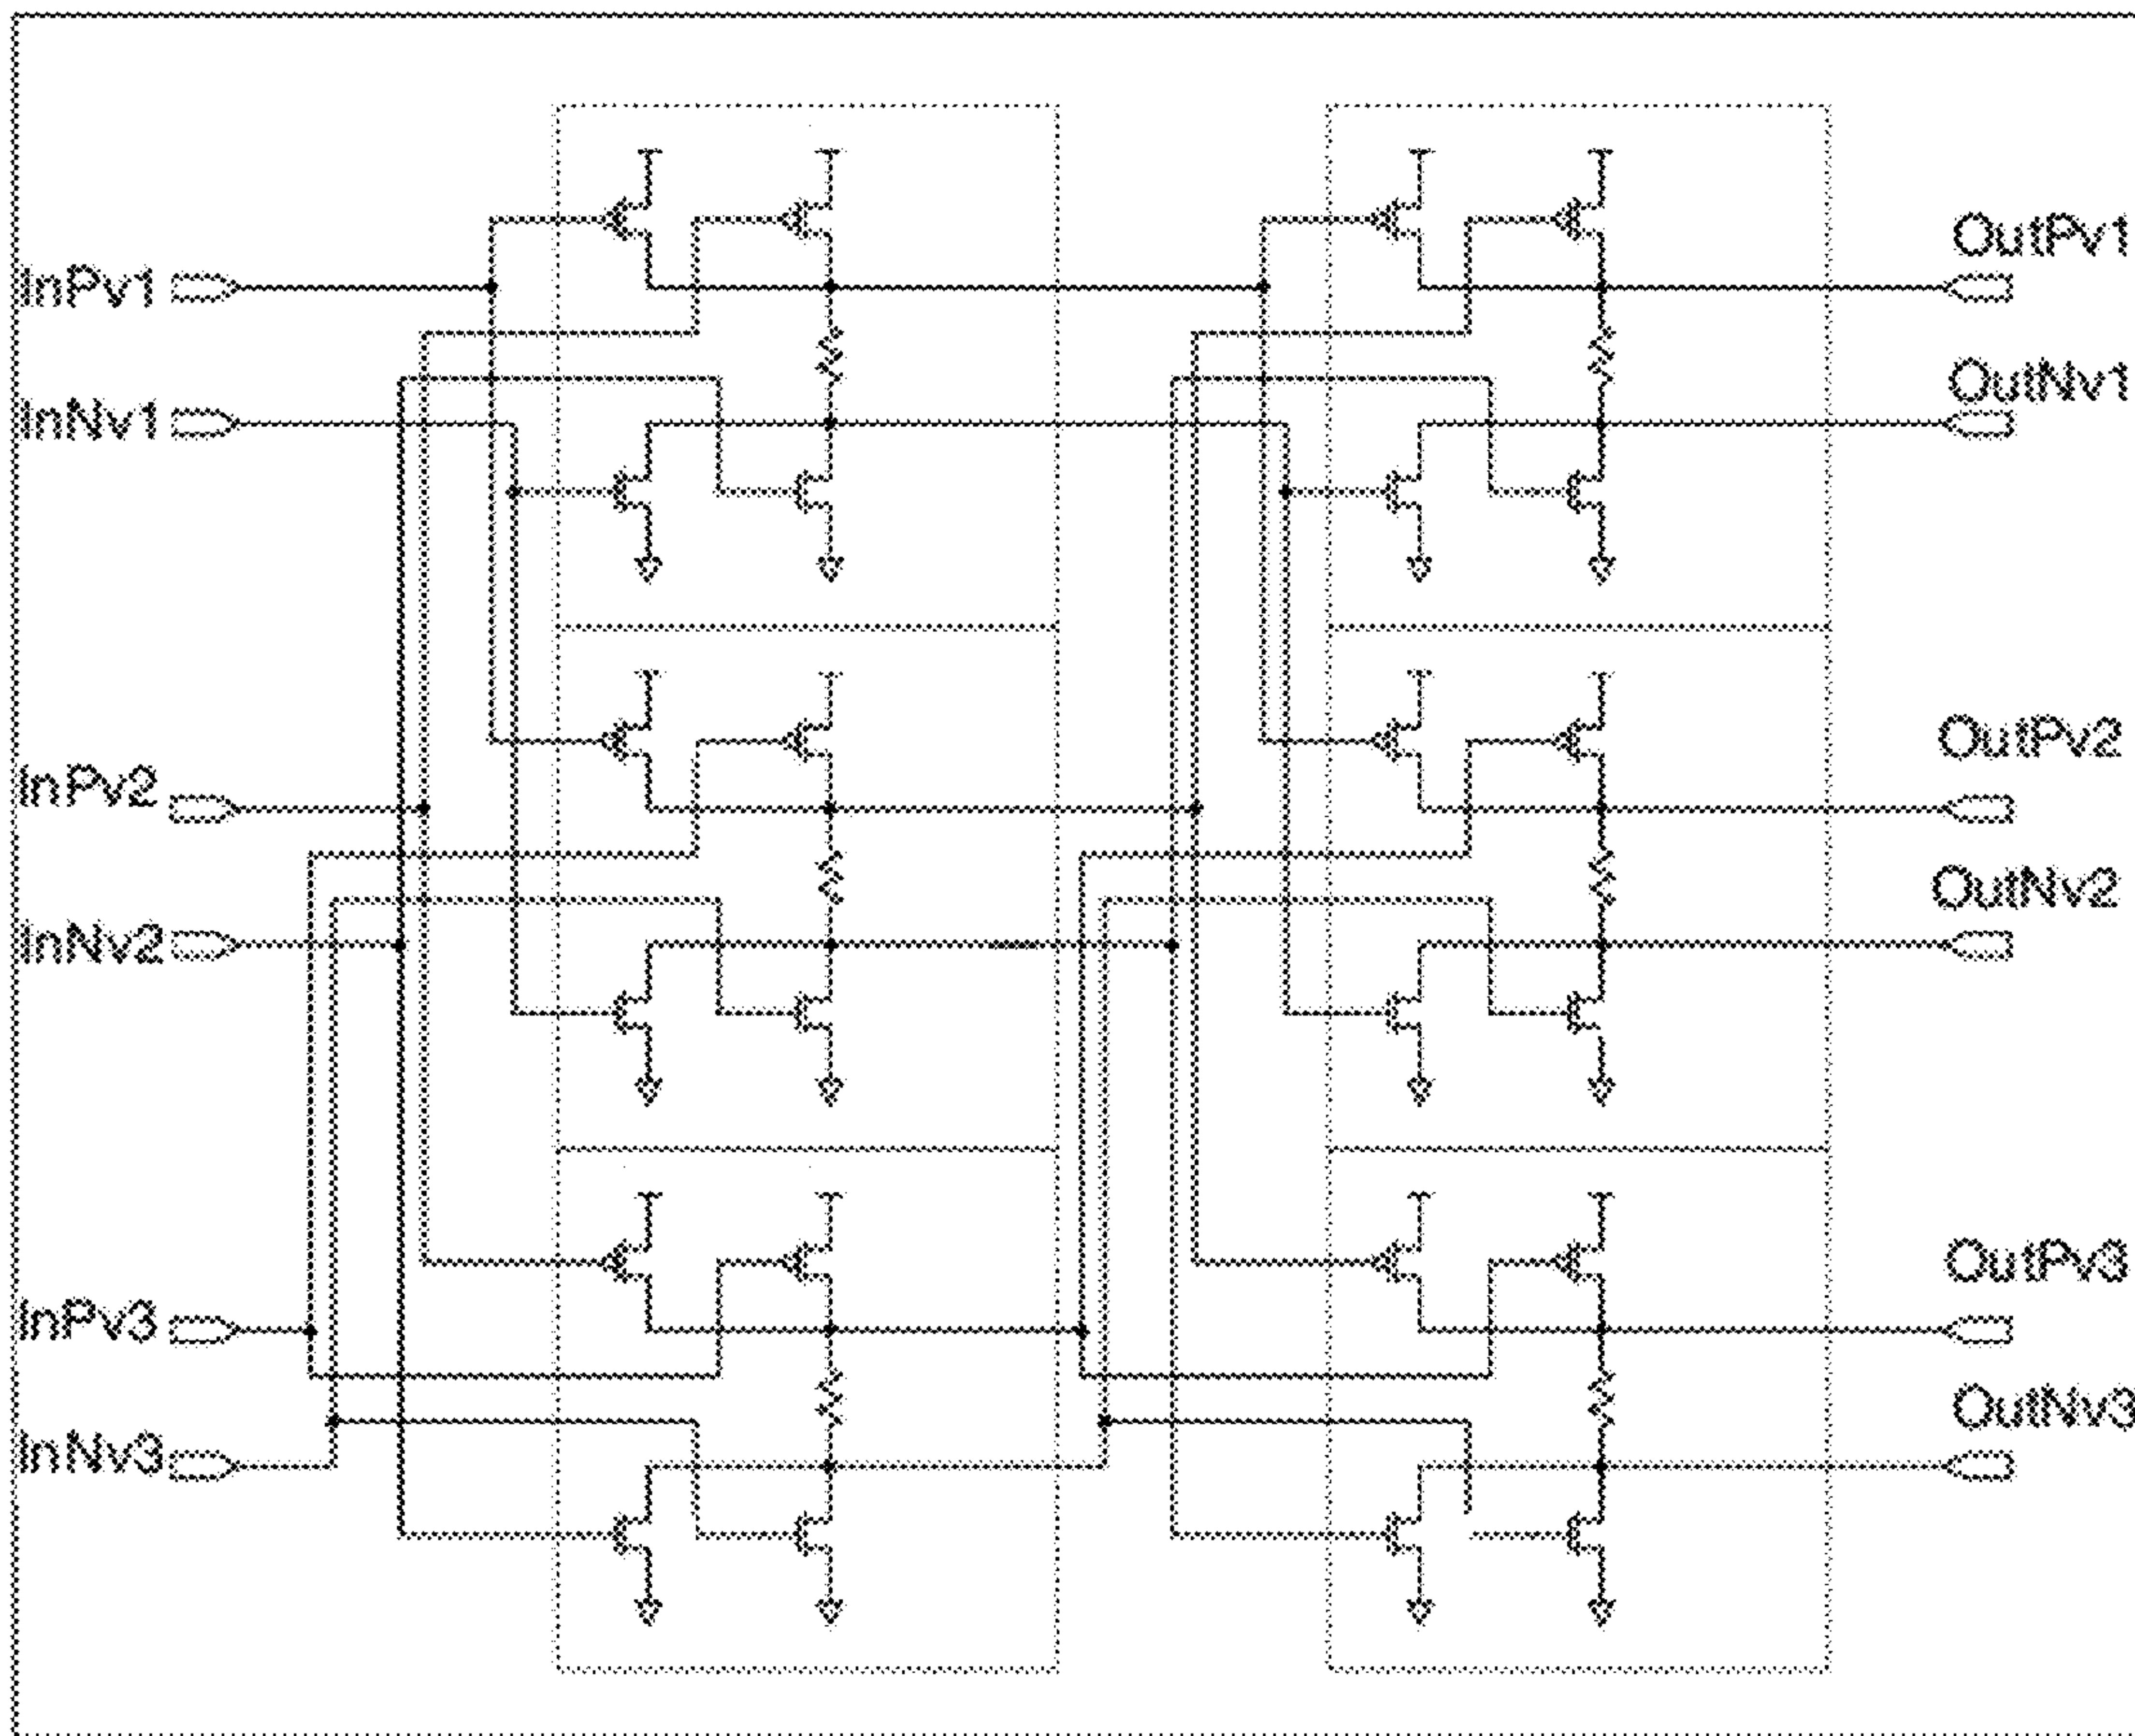 InPv1
OutPv1
InNv1
OutNv1
InPv2
OutPv2
InNv2
OutNv2
InPv3
OutPv3
InNv3
OutNv3